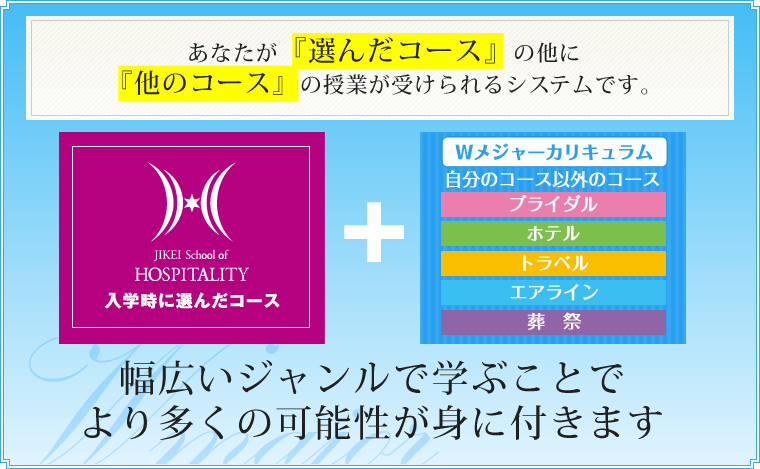 あなたが『選んだコース』の他に
『他のコース』の授業が受けられるシステムです。
JIKEI School of
HOSPITALITY
入学時に選んだコース
+
Wメジャーカリキュラム
自分のコース以外のコース
ブライダル
ホテル
トラベル
エアライン
葬 祭
幅広いジャンルで学ぶことで
より多くの可能性が身に付きます
W major